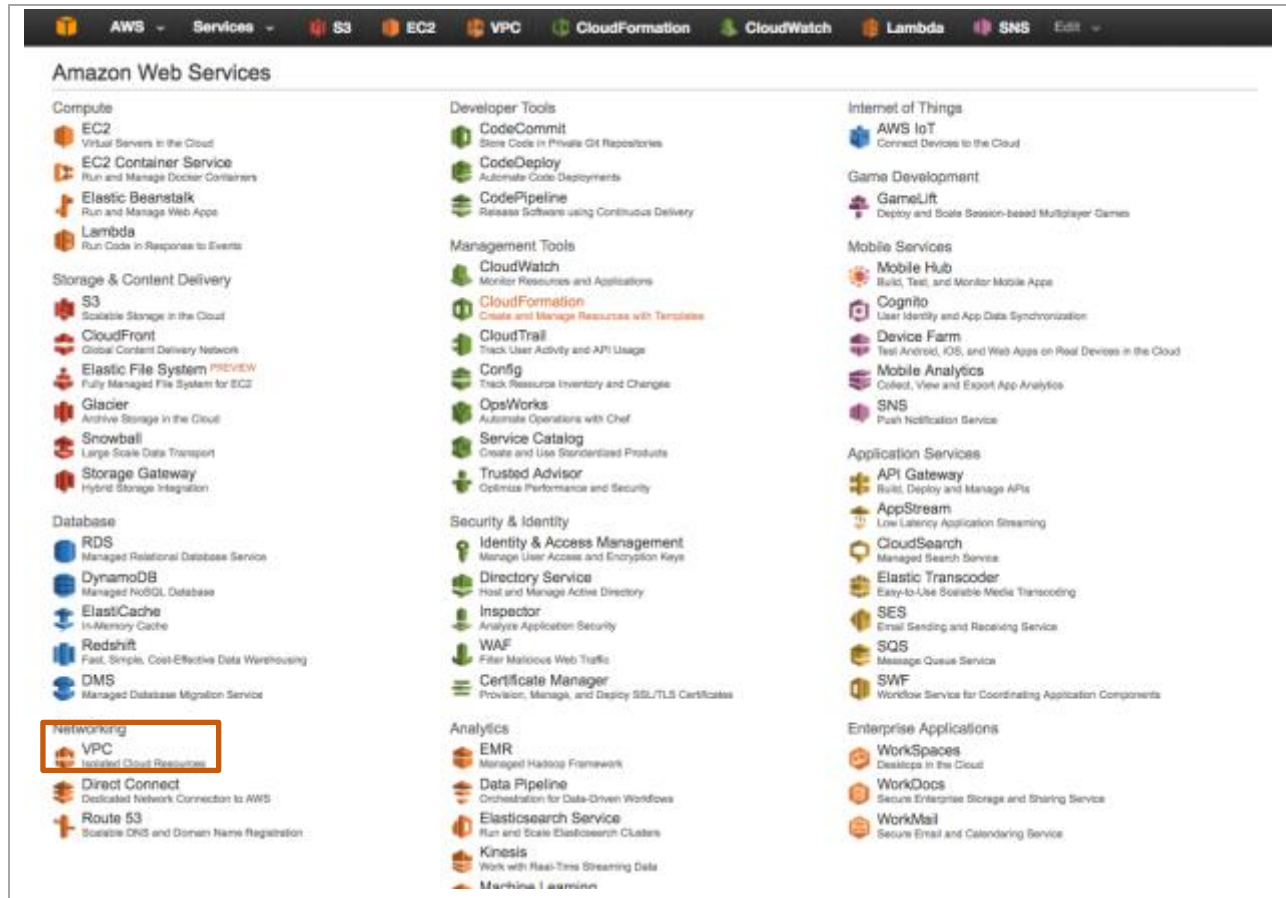 AWS Services S3 EC2 VPC CloudFormation CloudWatch Lambda SNS Edit
Amazon Web Services
Compute
EC2
Virtual Servers in the Cloud
EC2 Container Service
Run and Manage Docker Containers
Elastic Beanstalk
Run and Manage Web Apps
Lambda
Run Code in Response to Events
Storage & Content Delivery
S3
Scalable Storage in the Cloud
CloudFront
Global Content Delivery Network
Elastic File System PREVIEW
Fully Managed File System for EC2
Glacier
Archive Storage in the Cloud
Snowball
Large Scale Data Transport
Storage Gateway
Hybrid Storage Integration
Database
RDS
Managed Relational Database Service
DynamoDB
Managed NoSQL Database
ElastiCache
In-Memory Cache
Redshift
Fast, Simple, Cost-Effective Data Warehousing
DMS
Managed Database Migration Service
Networking
VPC
Isolated Cloud Resources
Direct Connect
Dedicated Network Connection to AWS
Route 53
Scalable DNS and Domain Name Registration
Developer Tools
CodeCommit
Store Code in Private Git Repositories
CodeDeploy
Automate Code Deployments
CodePipeline
Release Software using Continuous Delivery
Management Tools
CloudWatch
Monitor Resources and Applications
CloudFormation
Create and Manage Resources with Templates
CloudTrail
Track User Activity and API Usage
Config
Track Resource Inventory and Changes
OpsWorks
Automate Operations with Chef
Service Catalog
Create and Use Standardized Products
Trusted Advisor
Optimize Performance and Security
Security & Identity
Identity & Access Management
Manage User Access and Encryption Keys
Directory Service
Host and Manage Active Directory
Inspector
Analyze Application Security
WAF
Filter Malicious Web Traffic
Certificate Manager
Provision, Manage, and Deploy SSL/TLS Certificates
Analytics
EMR
Managed Hadoop Framework
Data Pipeline
Orchestration for Data-Driven Workflows
Elasticsearch Service
Run and Scale Elasticsearch Clusters
Kinesis
Work with Real-Time Streaming Data
Machine Learning
Internet of Things
AWS IoT
Connect Devices to the Cloud
Game Development
GameLift
Deploy and Scale Session-based Multiplayer Games
Mobile Services
Mobile Hub
Build, Test, and Monitor Mobile Apps
Cognito
User Identity and App Data Synchronization
Device Farm
Test Android, iOS, and Web Apps on Real Devices in the Cloud
Mobile Analytics
Collect, View and Export App Analytics
SNS
Push Notification Service
Application Services
API Gateway
Build, Deploy and Manage APIs
AppStream
Low Latency Application Streaming
CloudSearch
Managed Search Service
Elastic Transcoder
Easy-to-Use Scalable Media Transcoding
SES
Email Sending and Receiving Service
SQS
Message Queue Service
SWF
Workflow Service for Coordinating Application Components
Enterprise Applications
WorkSpaces
Desktops in the Cloud
WorkDocs
Secure Enterprise Storage and Sharing Service
WorkMail
Secure Email and Calendaring Service